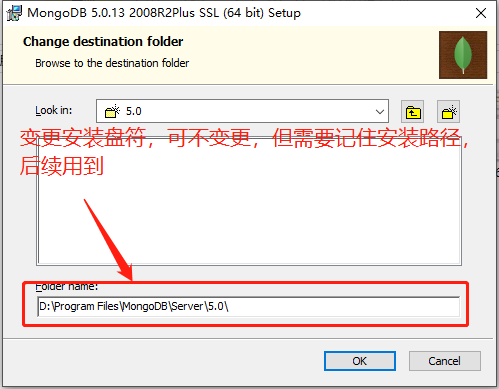 MongoDB 5.0.13 2008R2Plus SSL (64 bit) Setup
Change destination folder
Browse to the destination folder
Look in:
5.0
变更安装盘符，可不变更，但需要记住安装路径，
后续用到
Folder name:
D:\Program Files\MongoDB\Server\5.0\
OK
Cancel